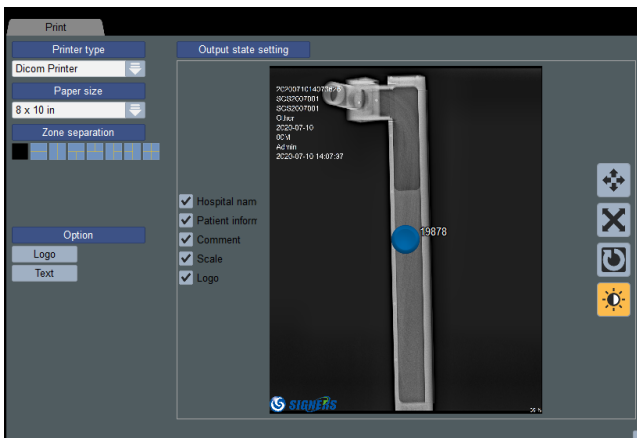 Print
Printer type
Dicom Printer
Paper size
8 x 10 in
Zone separation
Option
Logo
Text
Output state setting
Hospital nam
Patient inform
Comment
Scale
Logo
SGS2007001
SGS2007001
Other
2020-07-10
Admin
2020-07-10 14:07:37
19878
SIGNERS